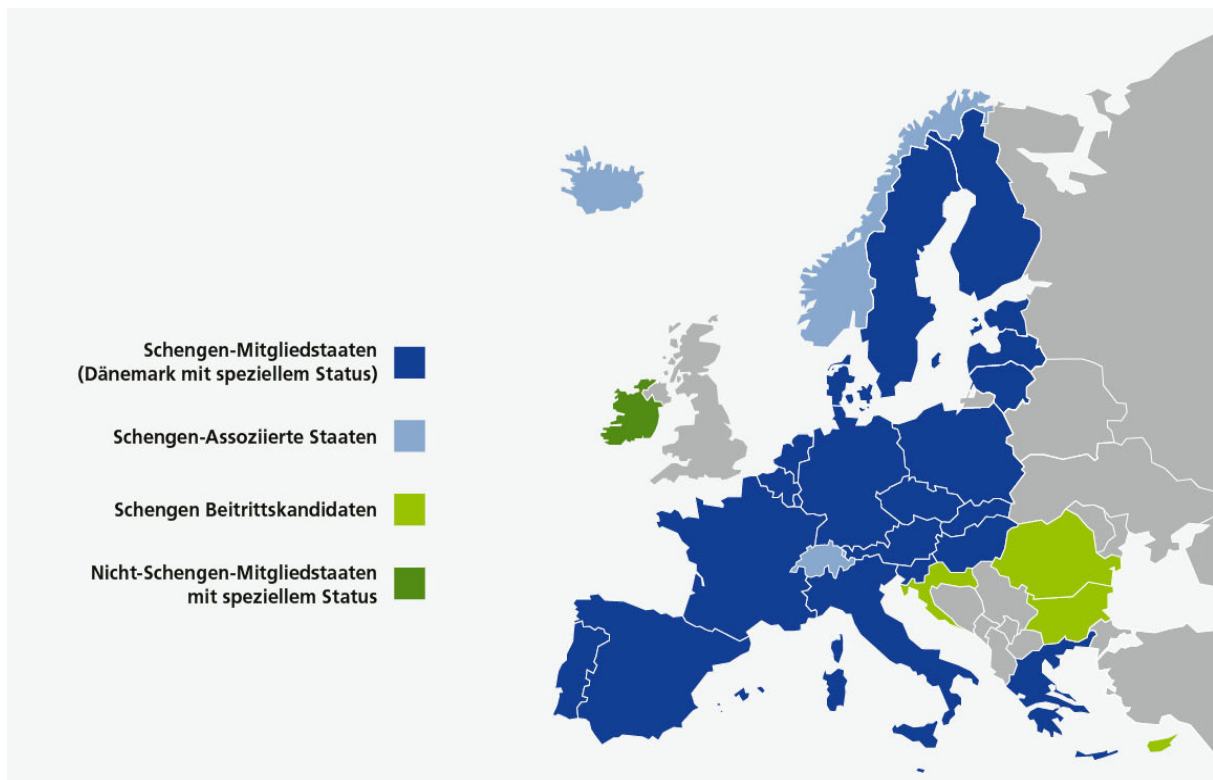 Schengen-Mitgliedstaaten
(Dänemark mit speziellem Status)
Schengen-Assoziierte Staaten
Schengen Beitrittskandidaten
Nicht-Schengen-Mitgliedstaaten
mit speziellem Status